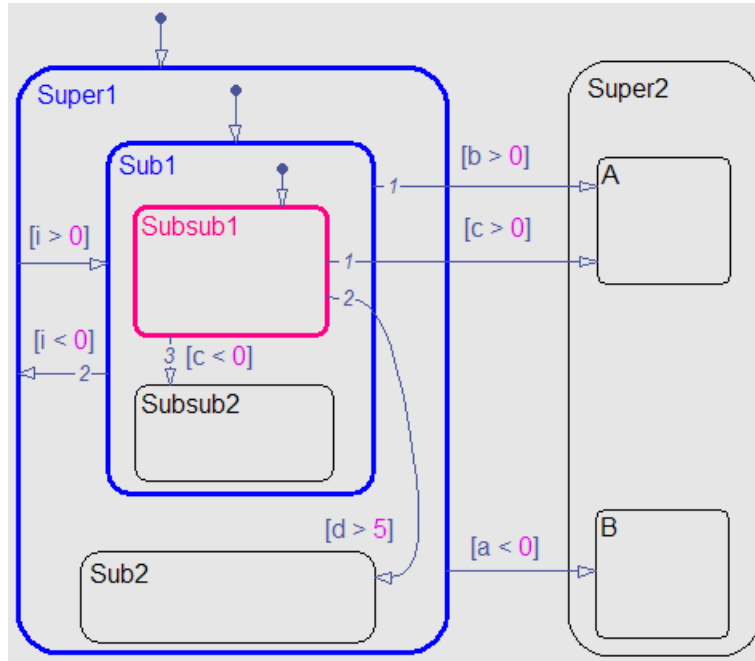 Super1
Super2
Sub1
[b > 0]
A
1
Subsub1
[c > 0]
[i > 0]
1
2
[i < 0]
3
[c < 0]
2
Subsub2
[d > 5]
[a < 0]
B
Sub2